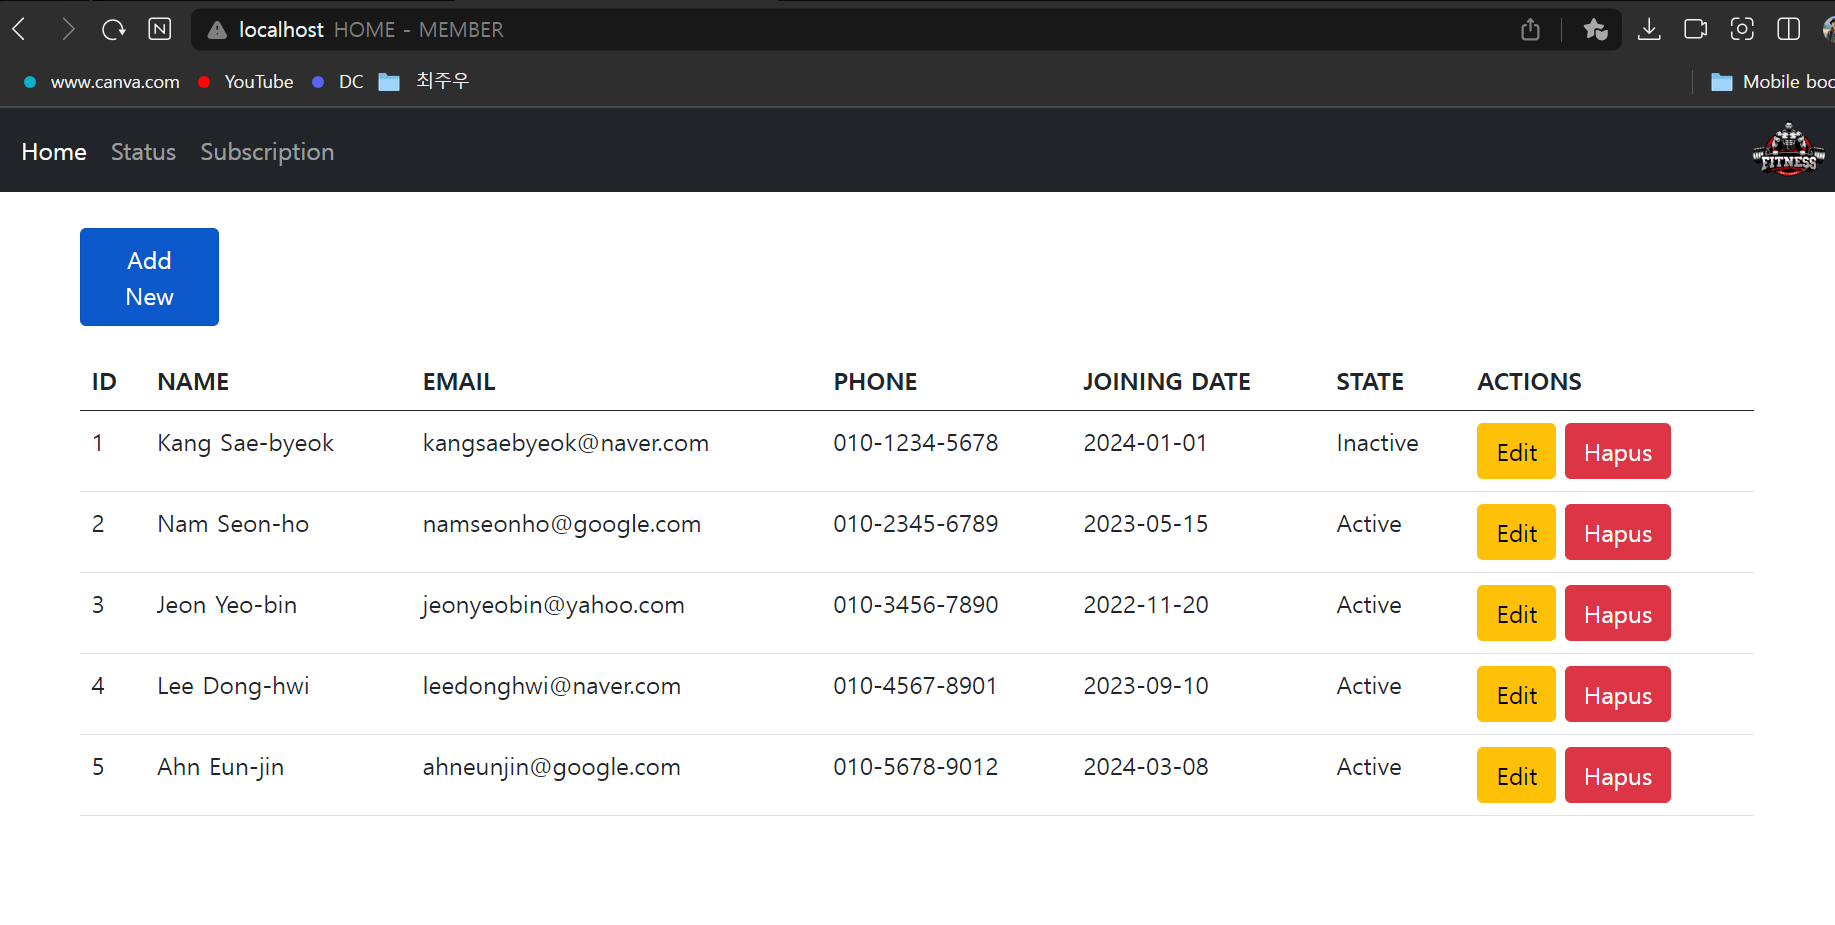 localhost HOME - MEMBER
www.canva.com YouTube DC 최주우 Mobile boo
Home Status Subscription FITNESS
Add
New
ID NAME EMAIL PHONE JOINING DATE STATE ACTIONS
1 Kang Sae-byeok kangsaebyeok@naver.com 010-1234-5678 2024-01-01 Inactive Edit Hapus
2 Nam Seon-ho namseonho@google.com 010-2345-6789 2023-05-15 Active Edit Hapus
3 Jeon Yeo-bin jeonyeobin@yahoo.com 010-3456-7890 2022-11-20 Active Edit Hapus
4 Lee Dong-hwi leedonghwi@naver.com 010-4567-8901 2023-09-10 Active Edit Hapus
5 Ahn Eun-jin ahneunjin@google.com 010-5678-9012 2024-03-08 Active Edit Hapus